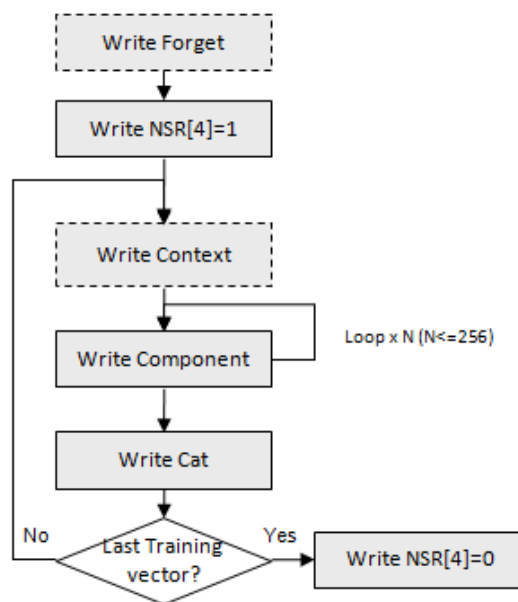 Write Forget
Write NSR[4]=1
Write Context
Write Component
Loop x N (N<=256)
Write Cat
No
Last Training
vector?
Yes
Write NSR[4]=0